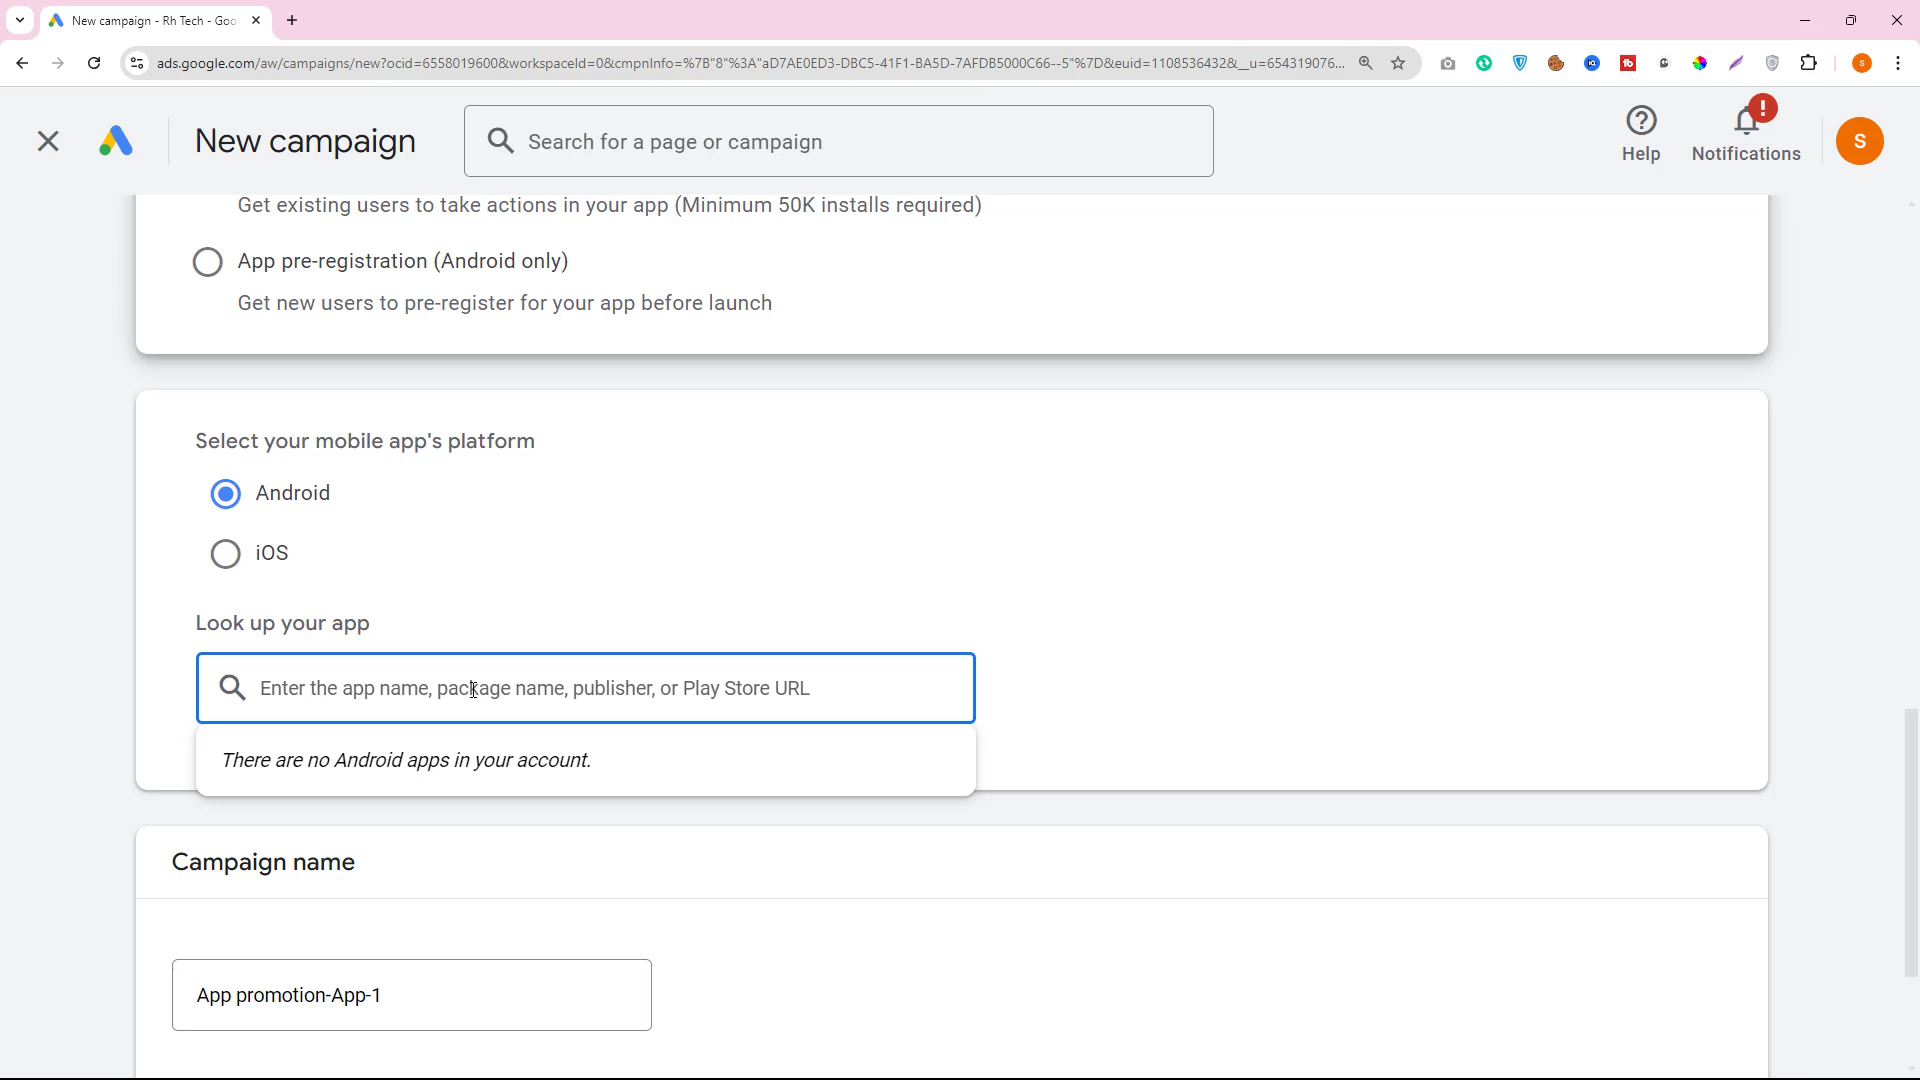 New campaign - Rh Tech - Goo
ads.google.com/aw/campaigns/new?ocid=6558019600&workspaceId=0&cmpnInfo=%7B"8"%3A"aD7AE0ED3-DBC5-41F1-BA5D-7AFDB5000C66--5"%7D&euid=1108536432&__u=654319076...
New campaign
Search for a page or campaign
Help
Notifications
S
Get existing users to take actions in your app (Minimum 50K installs required)
App pre-registration (Android only)
Get new users to pre-register for your app before launch
Select your mobile app's platform
Android
iOS
Look up your app
Enter the app name, package name, publisher, or Play Store URL
There are no Android apps in your account.
Campaign name
App promotion-App-1